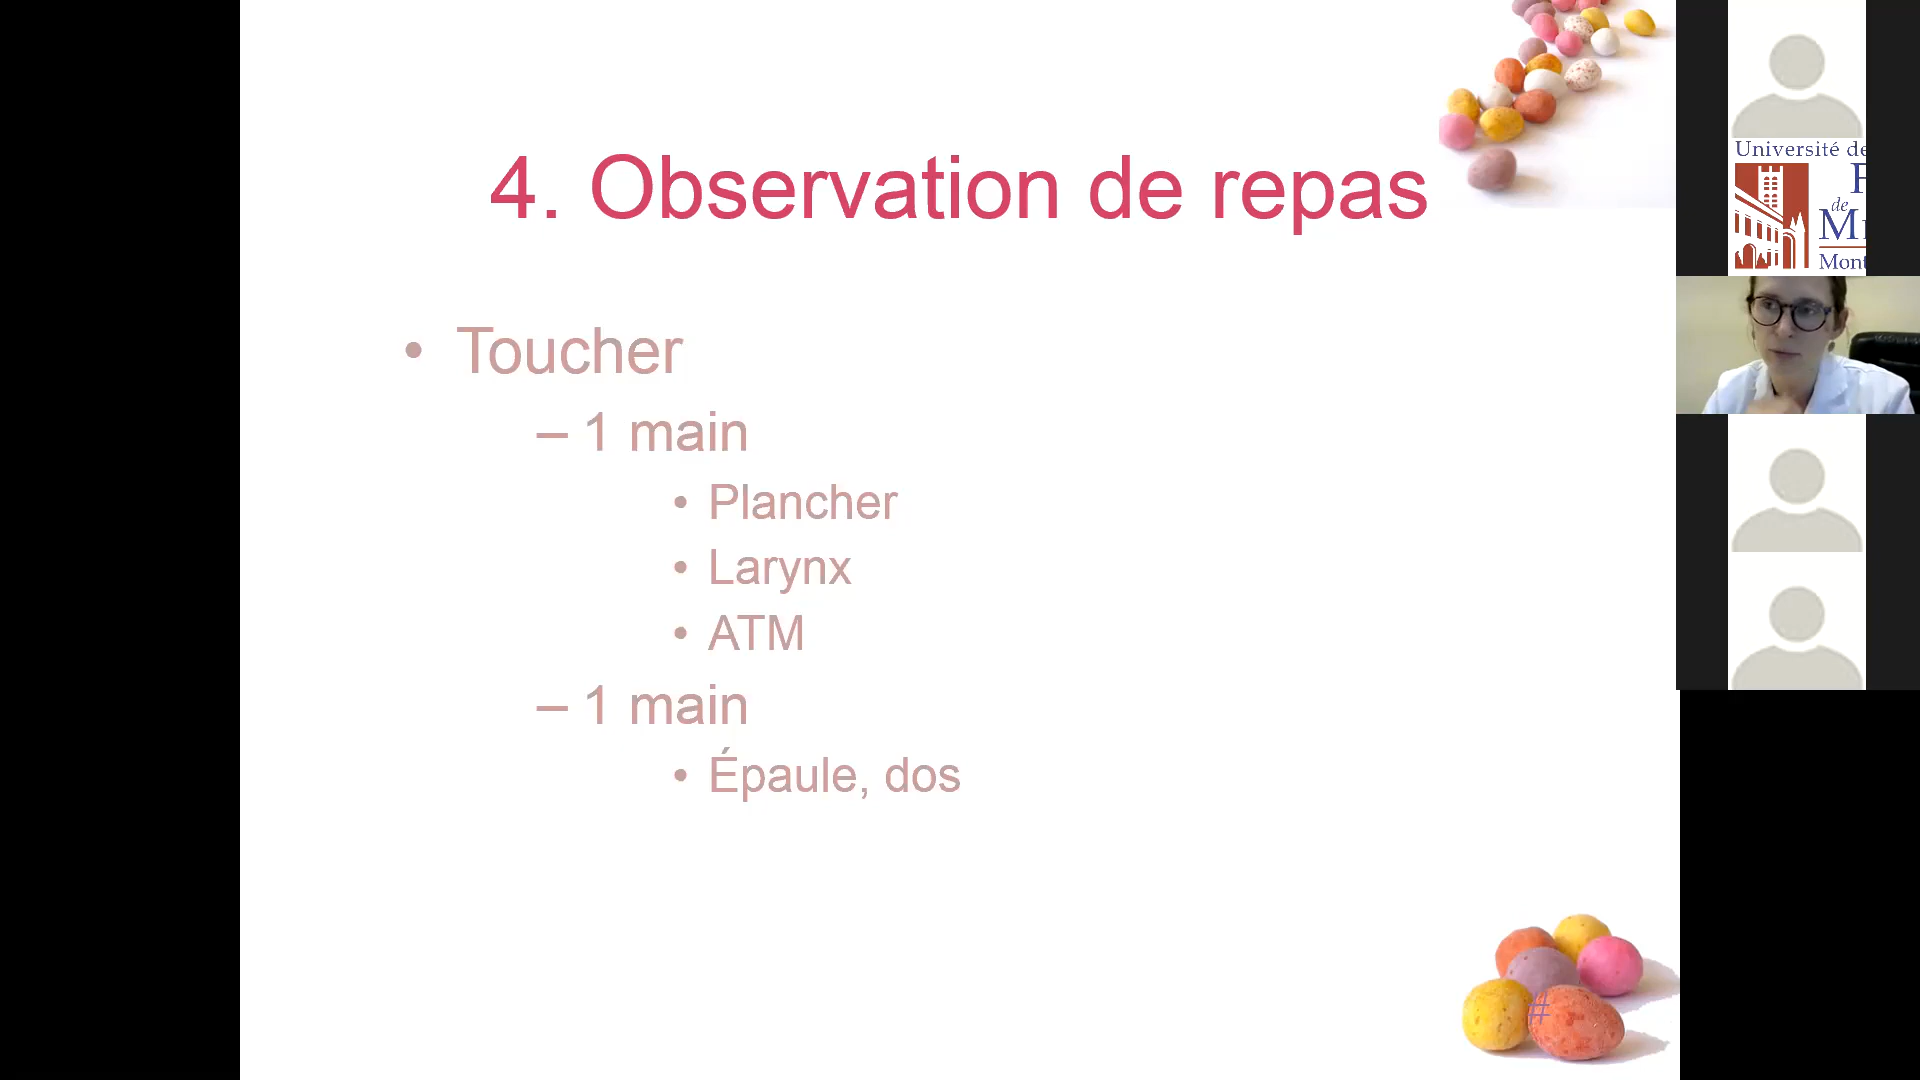 4. Observation de repas
• Toucher
– 1 main
• Plancher
• Larynx
• ATM
– 1 main
• Épaule, dos
#
Université de
F
de
M
Mont